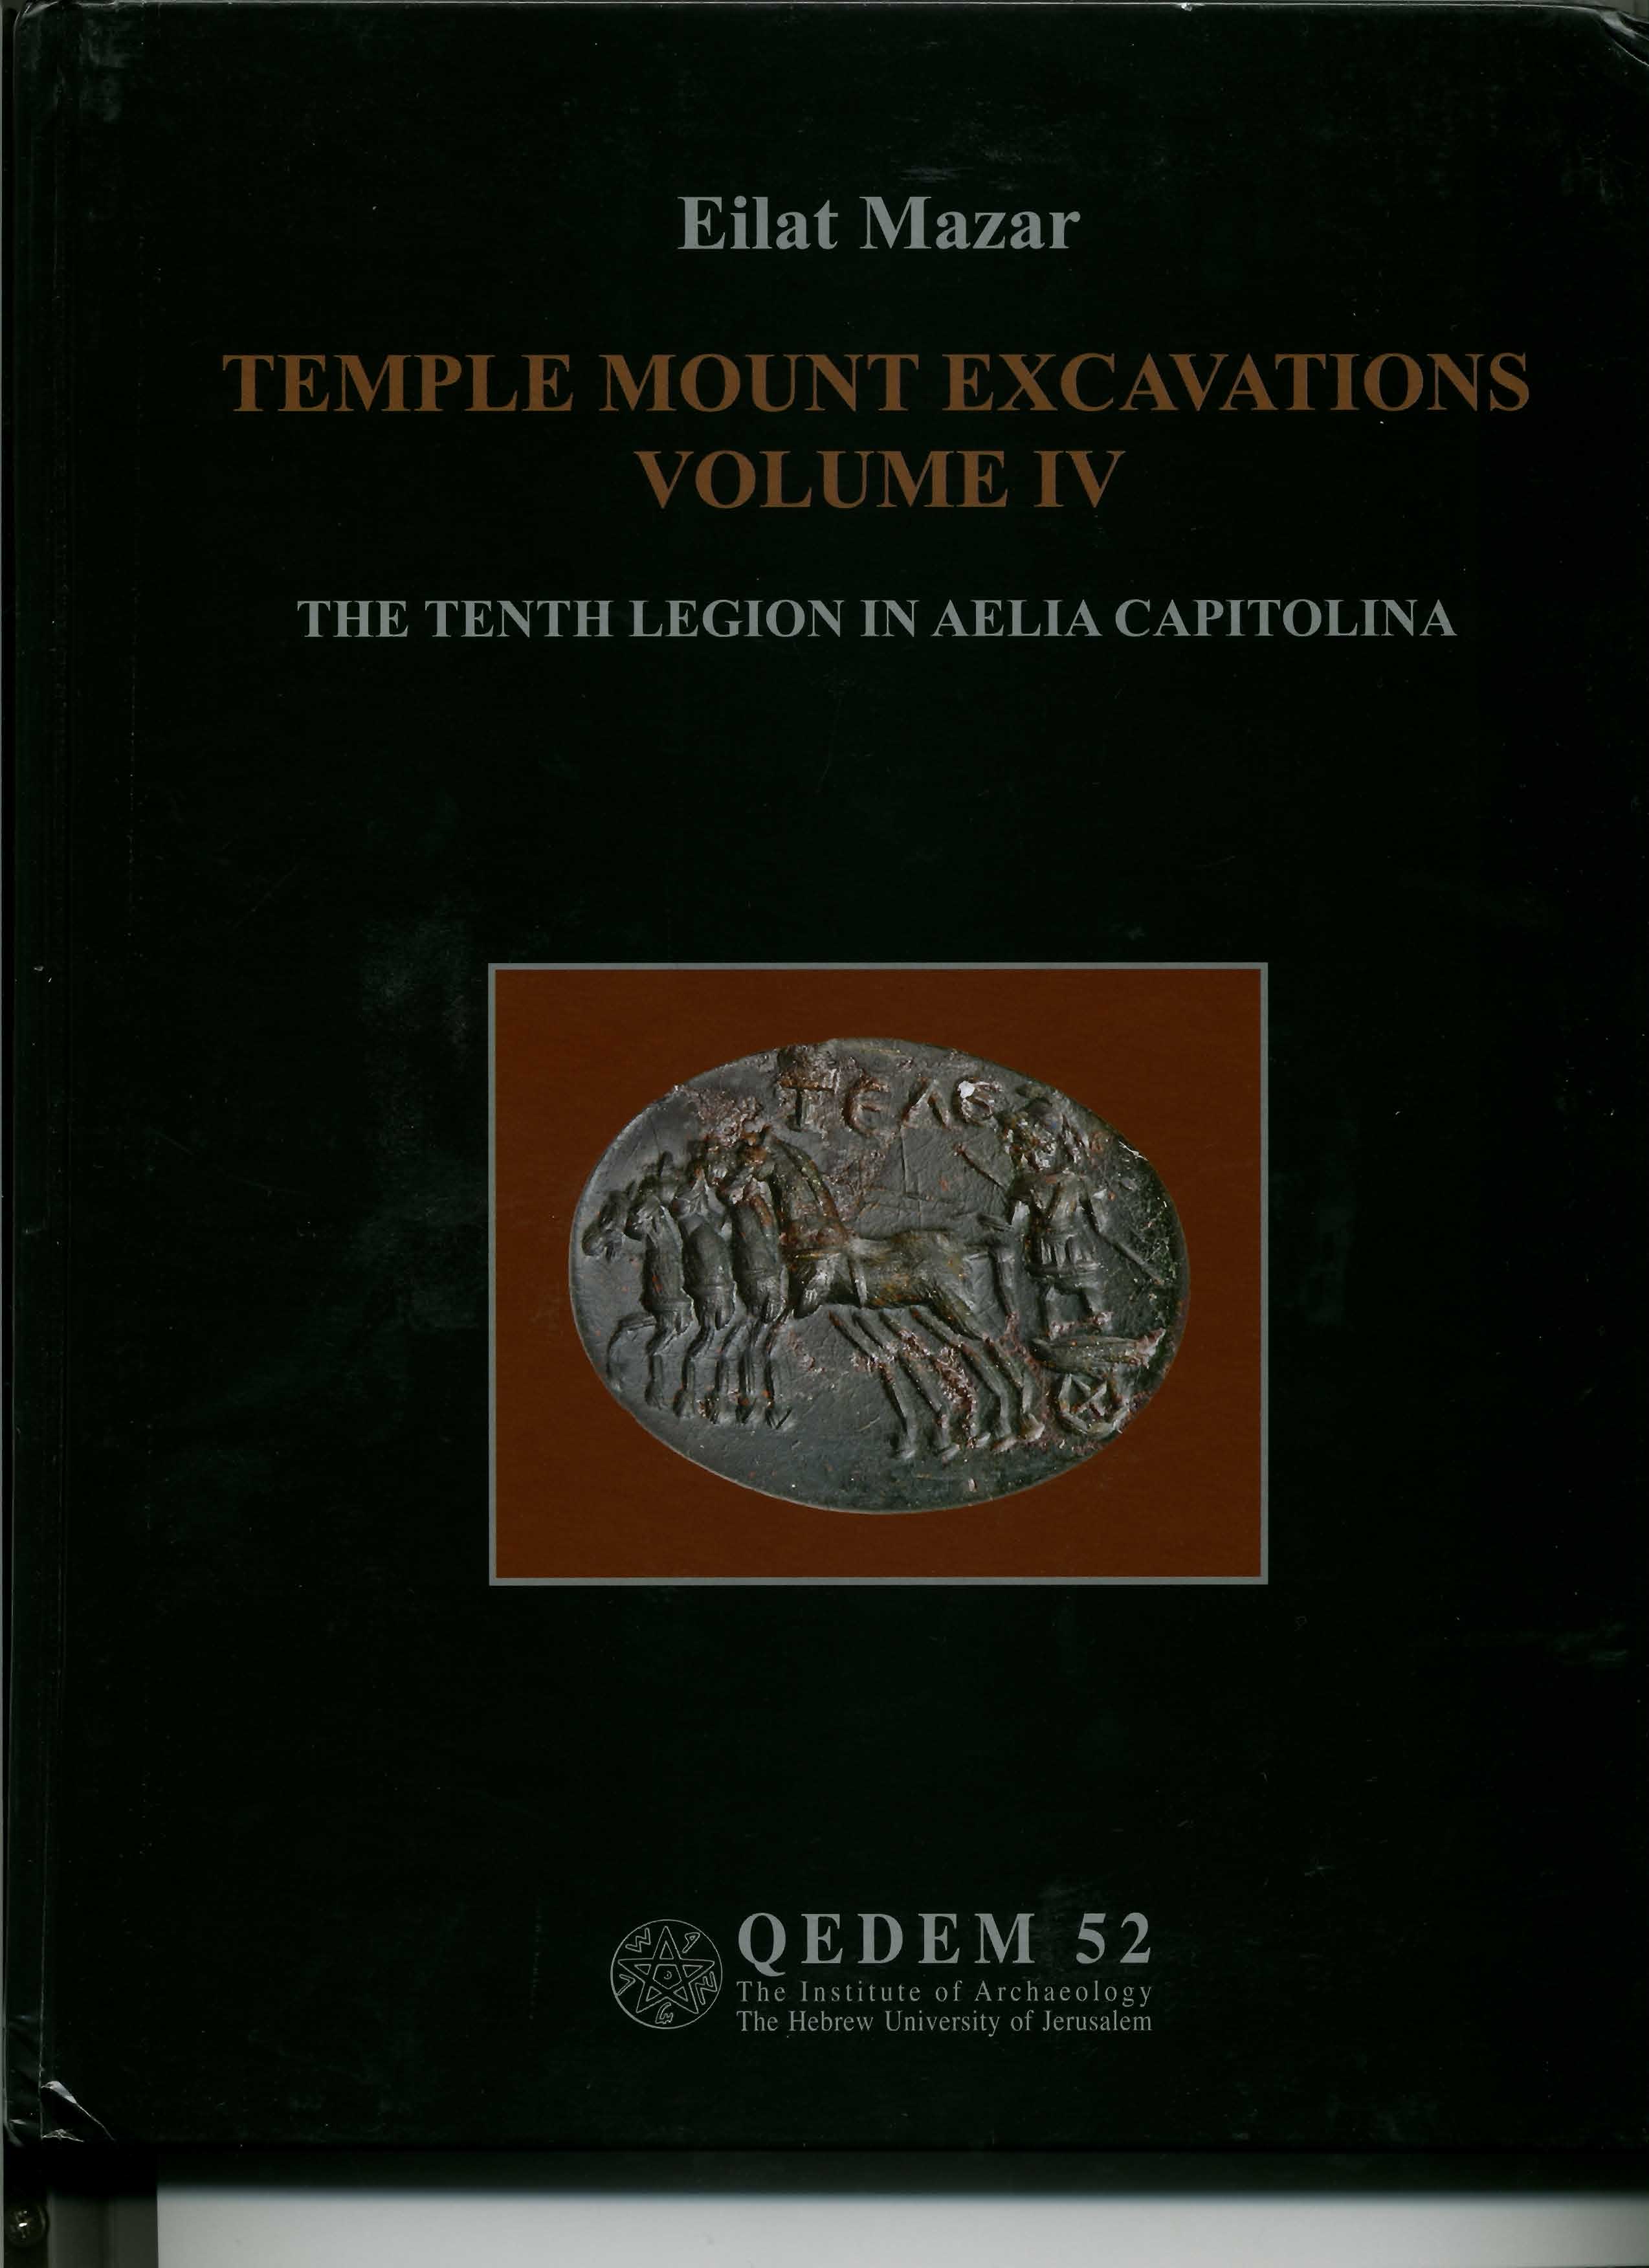 Eilat Mazar
TEMPLE MOUNT EXCAVATIONS
VOLUME IV
THE TENTH LEGION IN AELIA CAPITOLINA
ΤΕΛΕ
QEDEM 52
The Institute of Archaeology
The Hebrew University of Jerusalem